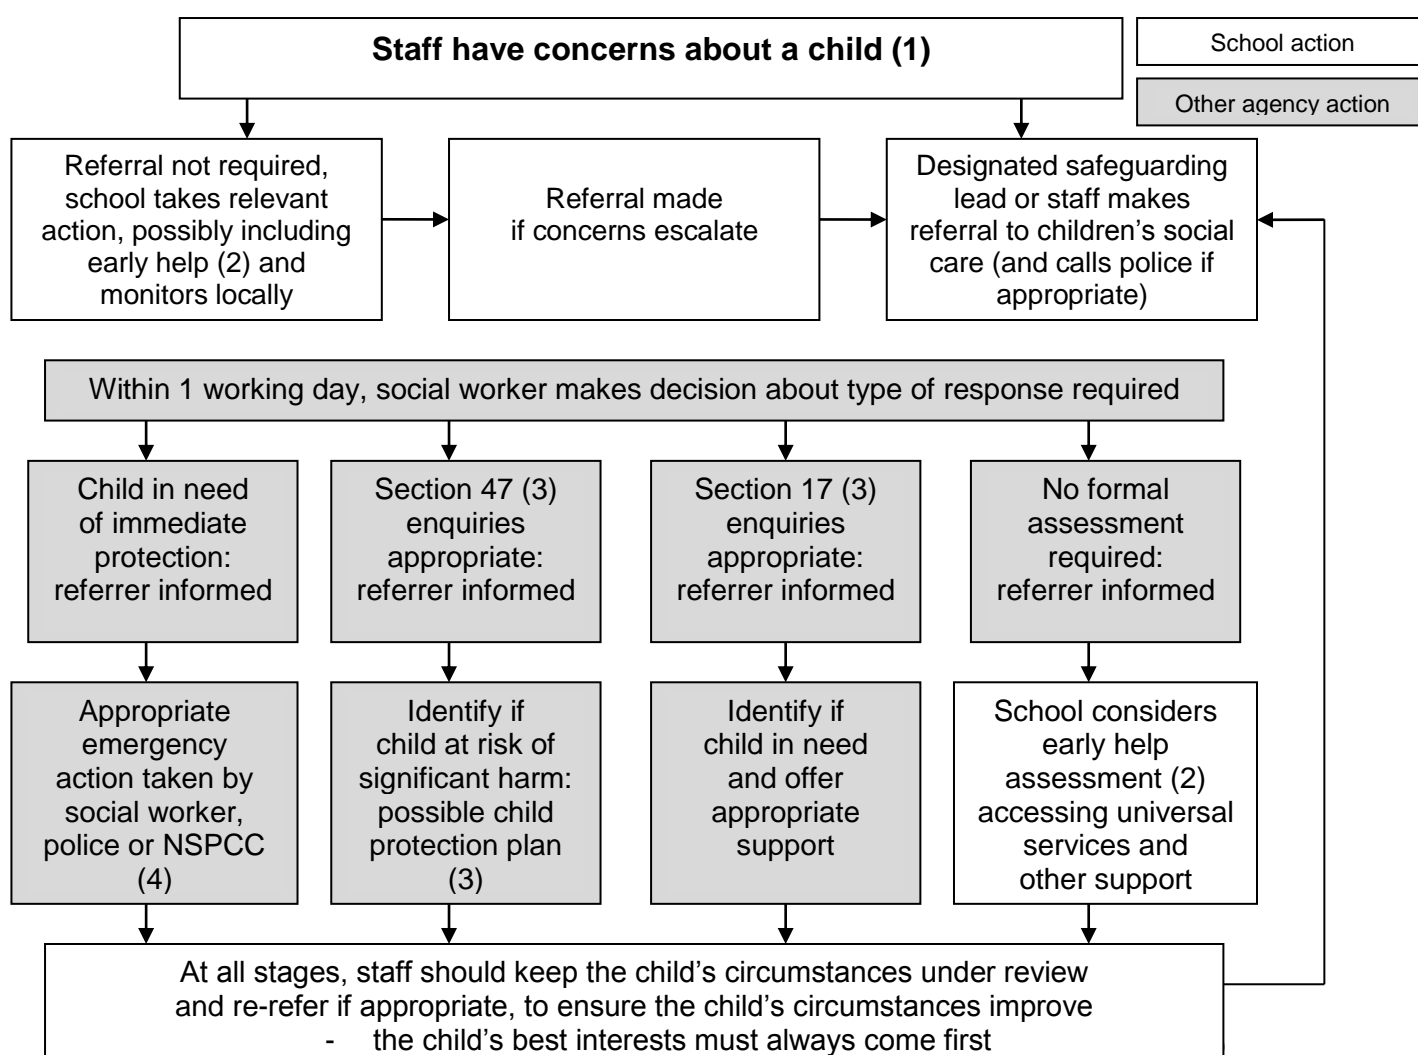 Staff have concerns about a child (1)
School action
Other agency action
Referral not required,
school takes relevant
action, possibly including
early help (2) and
monitors locally
Referral made
if concerns escalate
Designated safeguarding
lead or staff makes
referral to children’s social
care (and calls police if
appropriate)
Within 1 working day, social worker makes decision about type of response required
Child in need
of immediate
protection:
referrer informed
Section 47 (3)
enquiries
appropriate:
referrer informed
Section 17 (3)
enquiries
appropriate:
referrer informed
No formal
assessment
required:
referrer informed
Appropriate
emergency
action taken by
social worker,
police or NSPCC
(4)
Identify if
child at risk of
significant harm:
possible child
protection plan
(3)
Identify if
child in need
and offer
appropriate
support
School considers
early help
assessment (2)
accessing universal
services and
other support
At all stages, staff should keep the child’s circumstances under review
and re-refer if appropriate, to ensure the child’s circumstances improve
- the child’s best interests must always come first